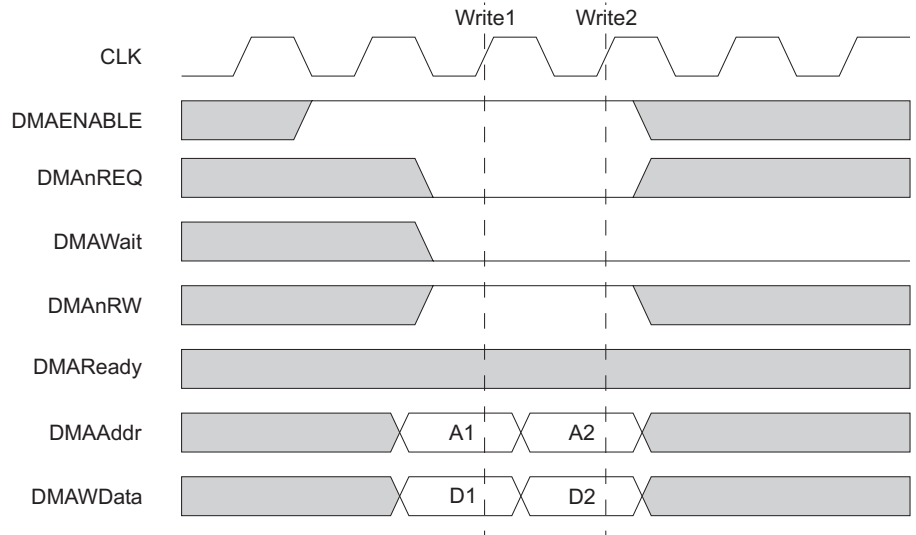 Write1 Write2
CLK
DMAENABLE
DMAnREQ
DMAWait
DMAnRW
DMAReady
DMAAddr A1 A2
DMAWData D1 D2